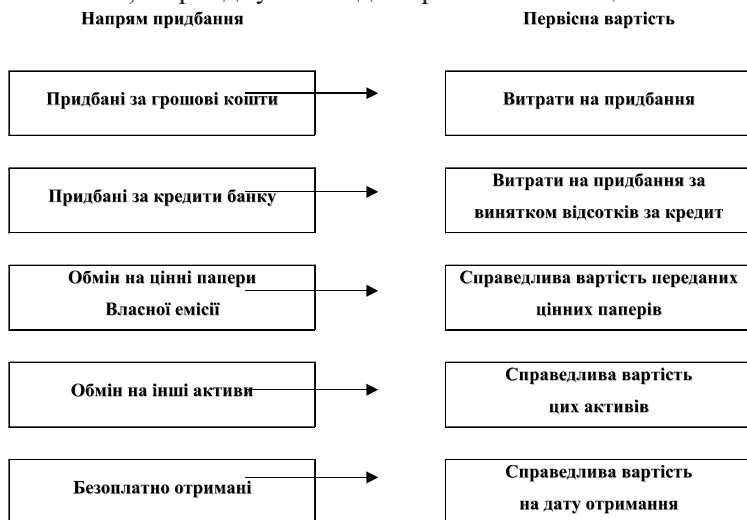 Напрям придбання
Первісна вартість
Придбані за грошові кошти
Витрати на придбання
Придбані за кредити банку
Витрати на придбання за
винятком відсотків за кредит
Обмін на цінні папери
Власної емісії
Справедлива вартість переданих
цінних паперів
Обмін на інші активи
Справедлива вартість
цих активів
Безоплатно отримані
Справедлива вартість
на дату отримання